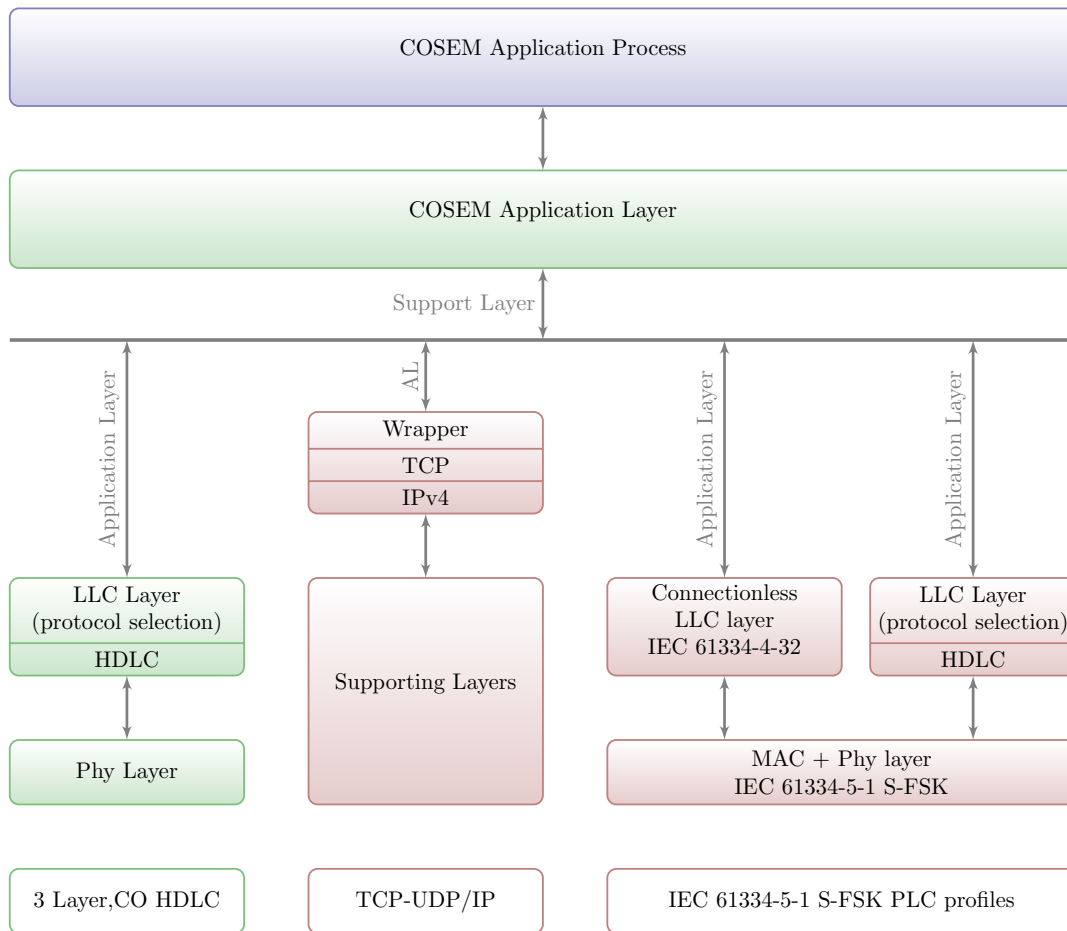 COSEM Application Process
COSEM Application Layer
Support Layer
Application Layer
AL
Application Layer
Application Layer
Wrapper
TCP
IPv4
LLC Layer
(protocol selection)
HDLC
Supporting Layers
Connectionless
LLC layer
IEC 61334-4-32
LLC Layer
(protocol selection)
HDLC
Phy Layer
MAC + Phy layer
IEC 61334-5-1 S-FSK
3 Layer,CO HDLC
TCP-UDP/IP
IEC 61334-5-1 S-FSK PLC profiles